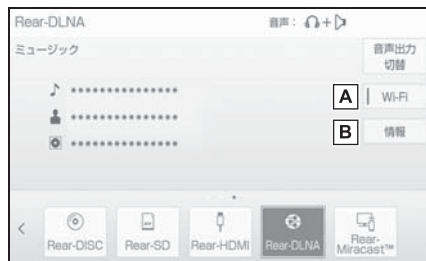 Rear-DLNA
音声: +
ミュージック
音声出力
切替
***************
***************
***************
A
Wi-Fi
B
情報
<
Rear-DISC
Rear-SD
Rear-HDMI
Rear-DLNA
Rear-
Miracast™